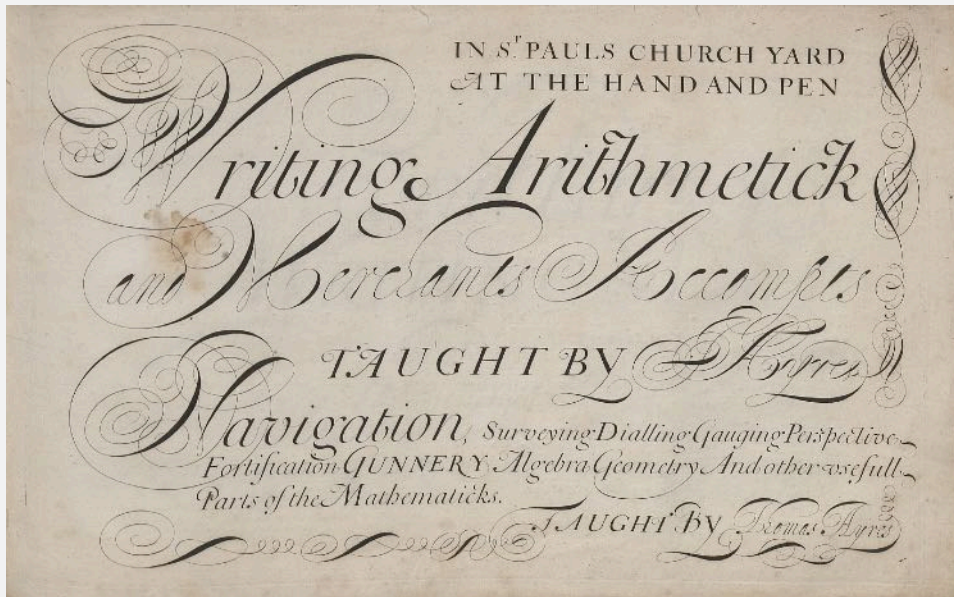 IN Sr. PAULS CHURCH YARD
AT THE HAND AND PEN
Writing Arithmetick
and Merchants Accompts
TAUGHT BY J Ayres
Navigation, Surveying Dialling Gauging Perspective
Fortification GUNNERY Algebra Geometry And other usefull
Parts of the Mathematicks.
TAUGHT BY Thomas Ayres